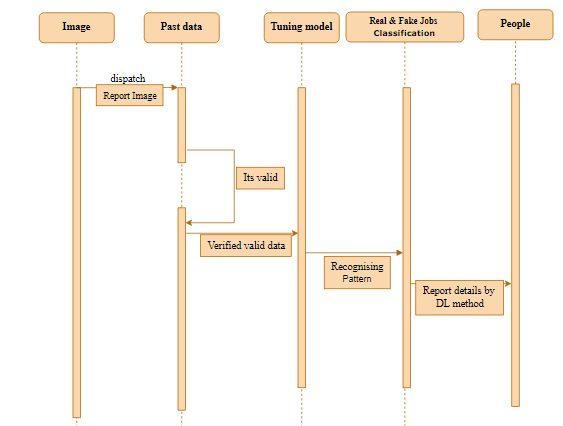 Image
Past data
Tuning model
Real & Fake Jobs
Classification
People
dispatch
Report Image
Its valid
Verified valid data
Recognising
Pattern
Report details by
DL method